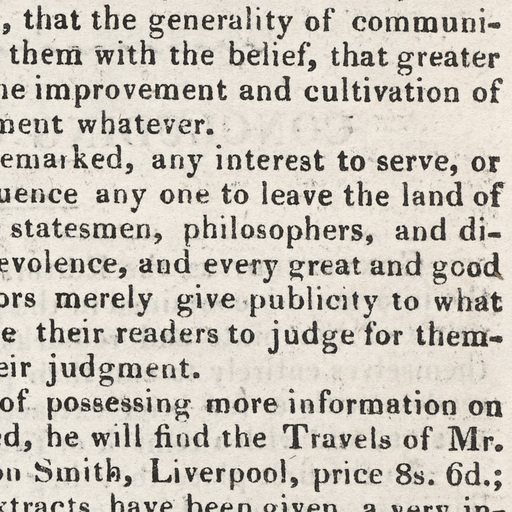 , that the generality of communi-
them with the belief, that greater
he improvement and cultivation of
ment whatever.
emarked, any interest to serve, or
uence any one to leave the land of
statesmen, philosophers, and di-
evolence, and every great and good
ors merely give publicity to what
e their readers to judge for them-
eir judgment.
of possessing more information on
ed, he will find the Travels of Mr.
on Smith, Liverpool, price 8s. 6d.;
xtracts have been given, a very in-